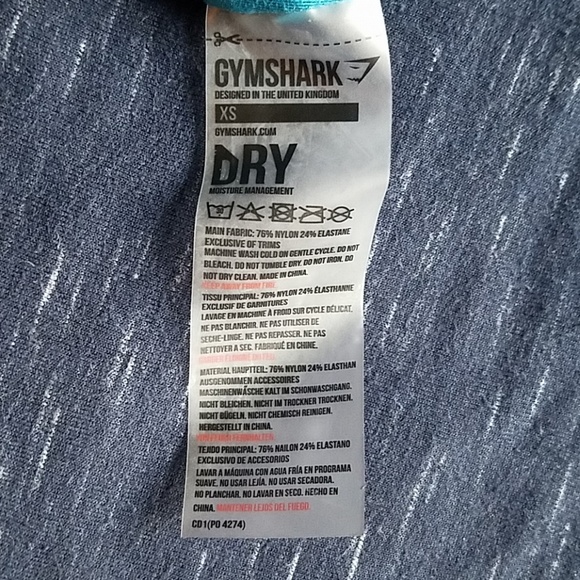 GYMSHARK
DESIGNED IN THE UNITED KINGDOM
XS
GYMSHARK.COM
DRY
MOISTURE MANAGEMENT
30
MAIN FABRIC: 76% NYLON 24% ELASTANE
EXCLUSIVE OF TRIMS
MACHINE WASH COLD ON GENTLE CYCLE. DO NOT
BLEACH. DO NOT TUMBLE DRY. DO NOT IRON. DO
NOT DRY CLEAN. MADE IN CHINA.
KEEP AWAY FROM FIRE.
TISSU PRINCIPAL: 76% NYLON 24% ÉLASTHANNE
EXCLUSIF DE GARNITURES
LAVAGE EN MACHINE À FROID SUR CYCLE DÉLICAT.
NE PAS BLANCHIR. NE PAS UTILISER DE
SECHE-LINGE. NE PAS REPASSER. NE PAS
NETTOYER A SEC. FABRIQUÉ EN CHINE.
MATERIAL HAUPTTEIL: 76% NYLON 24% ELASTHAN
AUSGENOMMEN ACCESSOIRES
MASCHINENWÄSCHE KALT IM SCHONWASCHGANG.
NICHT BLEICHEN. NICHT IM TROCKNER TROCKNEN.
NICHT BÜGELN. NICHT CHEMISCH REINIGEN.
HERGESTELLT IN CHINA.
TEJIDO PRINCIPAL: 76% NAILON 24% ELASTANO
EXCLUSIVO DE ACCESORIOS
LAVAR A MÁQUINA CON AGUA FRÍA EN PROGRAMA
SUAVE. NO USAR LEJÍA. NO USAR SECADORA.
NO PLANCHAR. NO LAVAR EN SECO. HECHO EN
CHINA. MANTENER LEJOS DEL FUEGO.
CD1(PO 4274)